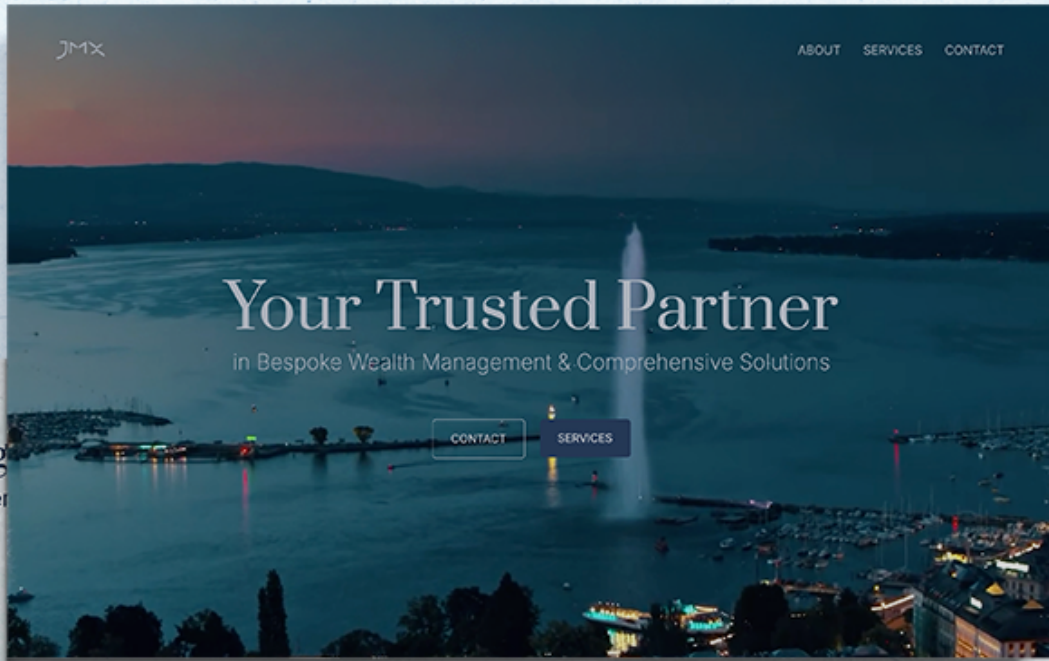 JMX
ABOUT SERVICES CONTACT
Your Trusted Partner
in Bespoke Wealth Management & Comprehensive Solutions
CONTACT SERVICES